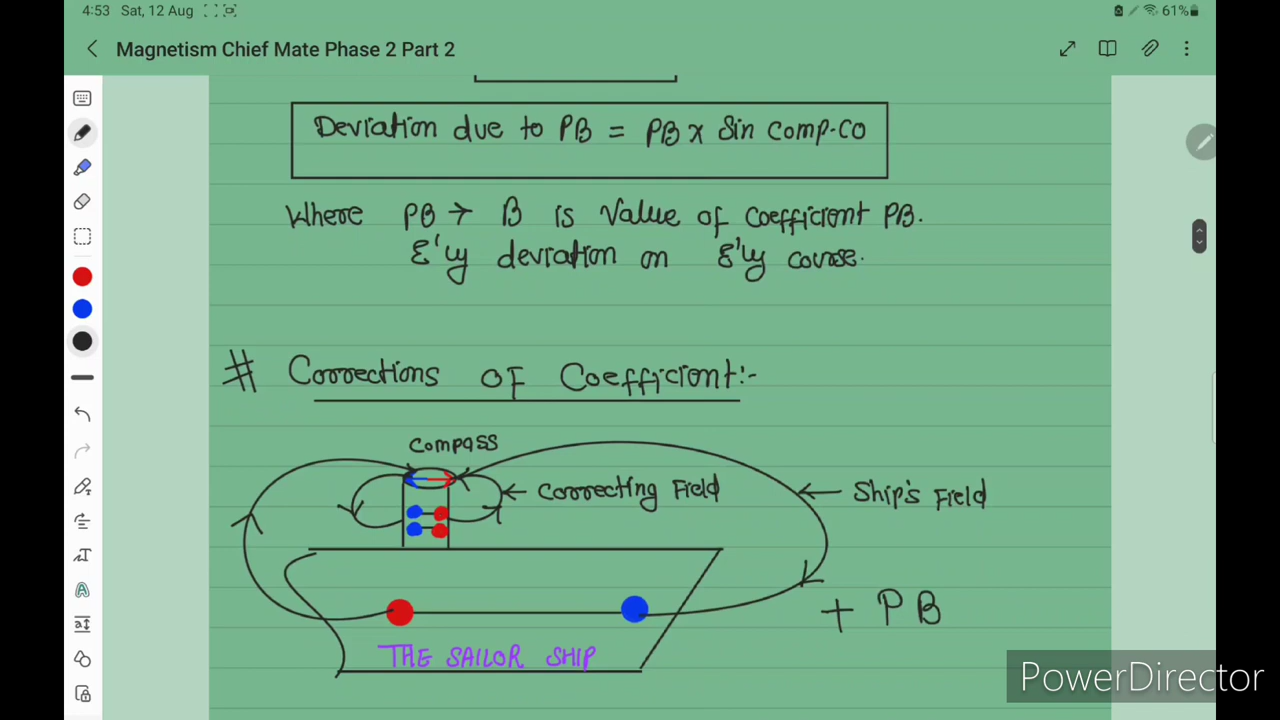 4:53 Sat, 12 Aug
61%
Magnetism Chief Mate Phase 2 Part 2
Deviation due to PB = PB x Sin Comp.Co
Where PB → B is Value of Coefficient PB.
E'ly deviation on E'ly course.
# Corrections OF Coefficient:-
Compass
Correcting Field
Ship's Field
+ PB
THE SAILOR SHIP
PowerDirector